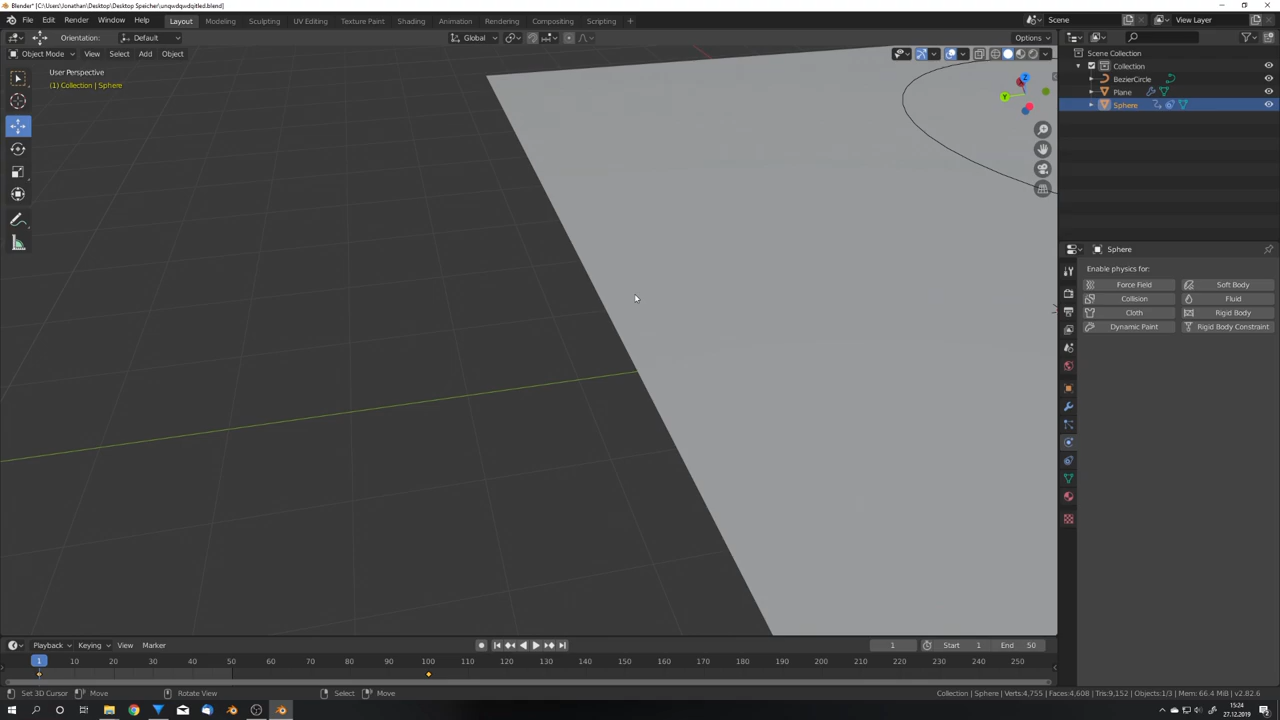 Blender* [C:\Users\Jonathan\Desktop\Desktop Speicher\unqwdqwdqitled.blend]
File Edit Render Window Help Layout Modeling Sculpting UV Editing Texture Paint Shading Animation Rendering Compositing Scripting + Scene View Layer
Orientation: Default Global Options
Object Mode View Select Add Object
User Perspective
(1) Collection | Sphere
Z
Y
Scene Collection
Collection
BezierCircle
Plane
Sphere
Sphere
Enable physics for:
Force Field Soft Body
Collision Fluid
Cloth Rigid Body
Dynamic Paint Rigid Body Constraint
Playback Keying View Marker 1 Start 1 End 50
1 10 20 30 40 50 60 70 80 90 100 110 120 130 140 150 160 170 180 190 200 210 220 230 240 250
Set 3D Cursor Move Rotate View Select Move Collection | Sphere | Verts:4,755 | Faces:4,608 | Tris:9,152 | Objects:1/3 | Mem: 66.4 MiB | v2.82.6
15:24
27.12.2019